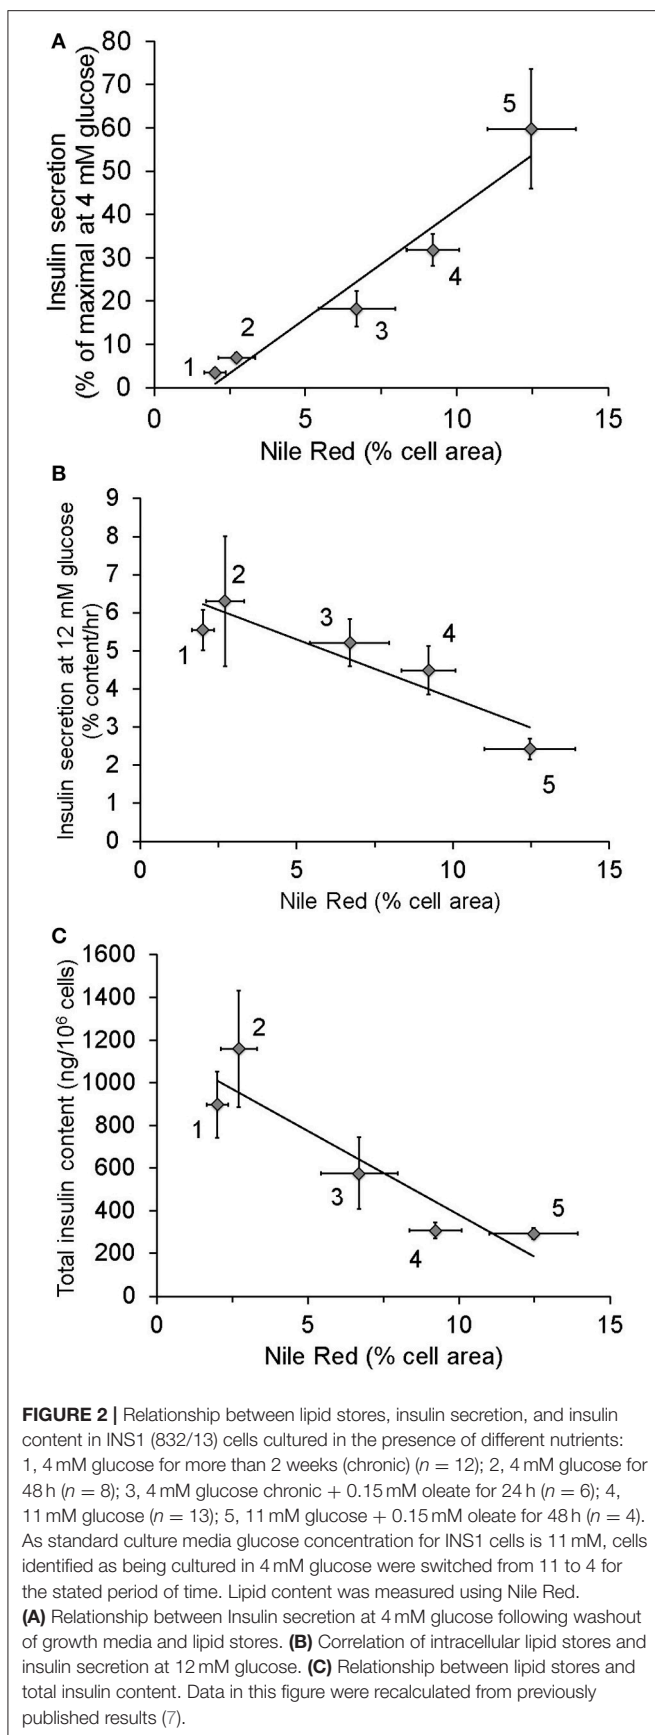 A
Insulin secretion
(% of maximal at 4 mM glucose)
80
70
60
50
40
30
20
10
0
1
2
3
4
5
0
5
10
15
Nile Red (% cell area)
B
Insulin secretion at 12 mM glucose
(% content/hr)
9
8
7
6
5
4
3
2
1
0
1
2
3
4
5
0
5
10
15
Nile Red (% cell area)
C
Total insulin content (ng/10⁶ cells)
1600
1400
1200
1000
800
600
400
200
0
1
2
3
4
5
0
5
10
15
Nile Red (% cell area)
FIGURE 2 | Relationship between lipid stores, insulin secretion, and insulin
content in INS1 (832/13) cells cultured in the presence of different nutrients:
1, 4 mM glucose for more than 2 weeks (chronic) (n = 12); 2, 4 mM glucose for
48 h (n = 8); 3, 4 mM glucose chronic + 0.15 mM oleate for 24 h (n = 6); 4,
11 mM glucose (n = 13); 5, 11 mM glucose + 0.15 mM oleate for 48 h (n = 4).
As standard culture media glucose concentration for INS1 cells is 11 mM, cells
identified as being cultured in 4 mM glucose were switched from 11 to 4 for
the stated period of time. Lipid content was measured using Nile Red.
(A) Relationship between Insulin secretion at 4 mM glucose following washout
of growth media and lipid stores. (B) Correlation of intracellular lipid stores and
insulin secretion at 12 mM glucose. (C) Relationship between lipid stores and
total insulin content. Data in this figure were recalculated from previously
published results (7).